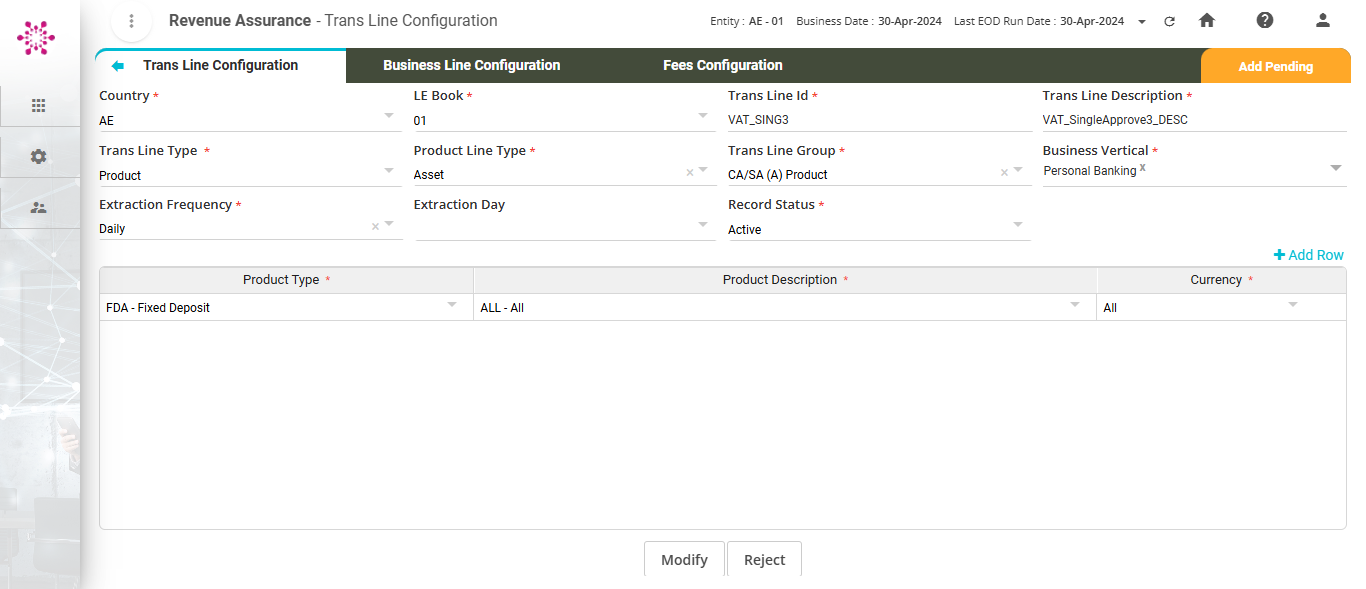 Revenue Assurance - Trans Line Configuration
Entity : AE - 01 Business Date : 30-Apr-2024 Last EOD Run Date : 30-Apr-2024
Trans Line Configuration Business Line Configuration Fees Configuration Add Pending
Country * LE Book * Trans Line Id * Trans Line Description *
AE 01 VAT_SING3 VAT_SingleApprove3_DESC
Trans Line Type * Product Line Type * Trans Line Group * Business Vertical *
Product Asset × CA/SA (A) Product × Personal Banking x
Extraction Frequency * Extraction Day Record Status *
Daily × Active
+ Add Row
Product Type * Product Description * Currency *
FDA - Fixed Deposit ALL - All All
Modify Reject